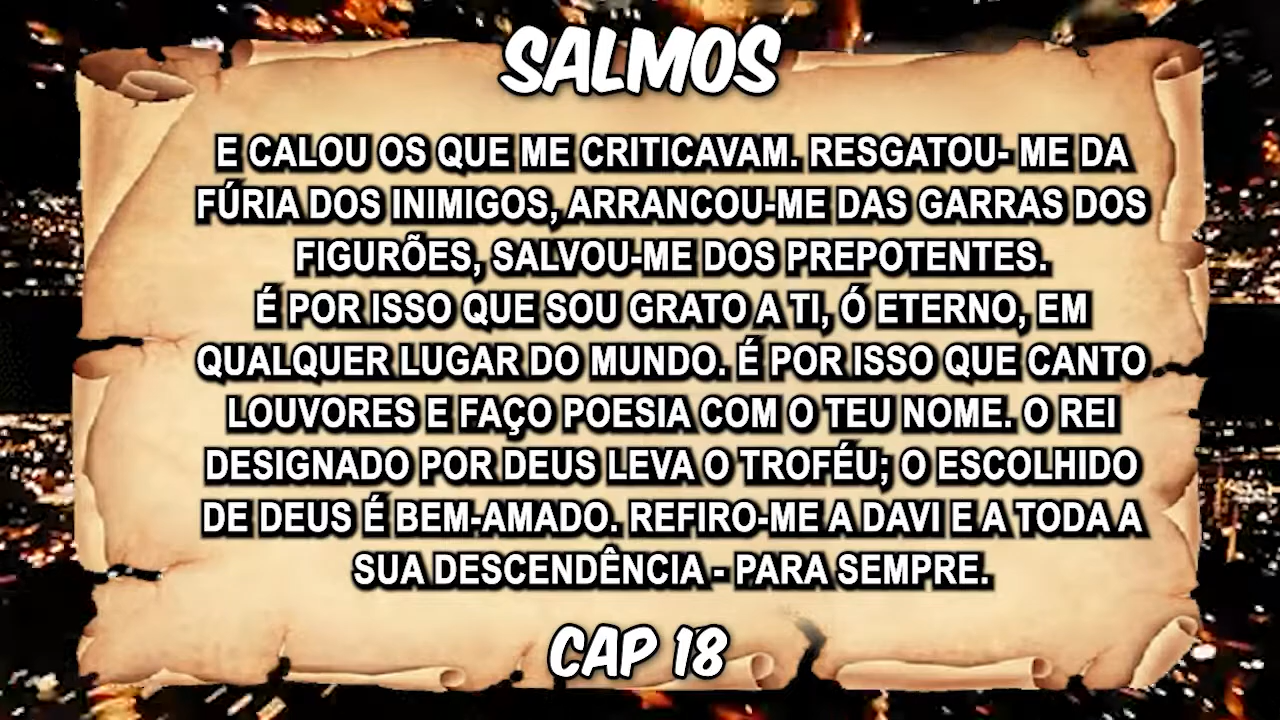 SALMOS
E CALOU OS QUE ME CRITICAVAM. RESGATOU- ME DA
FÚRIA DOS INIMIGOS, ARRANCOU-ME DAS GARRAS DOS
FIGURÕES, SALVOU-ME DOS PREPOTENTES.
É POR ISSO QUE SOU GRATO A TI, Ó ETERNO, EM
QUALQUER LUGAR DO MUNDO. É POR ISSO QUE CANTO
LOUVORES E FAÇO POESIA COM O TEU NOME. O REI
DESIGNADO POR DEUS LEVA O TROFÉU; O ESCOLHIDO
DE DEUS É BEM-AMADO. REFIRO-ME A DAVI E A TODA A
SUA DESCENDÊNCIA - PARA SEMPRE.
CAP 18